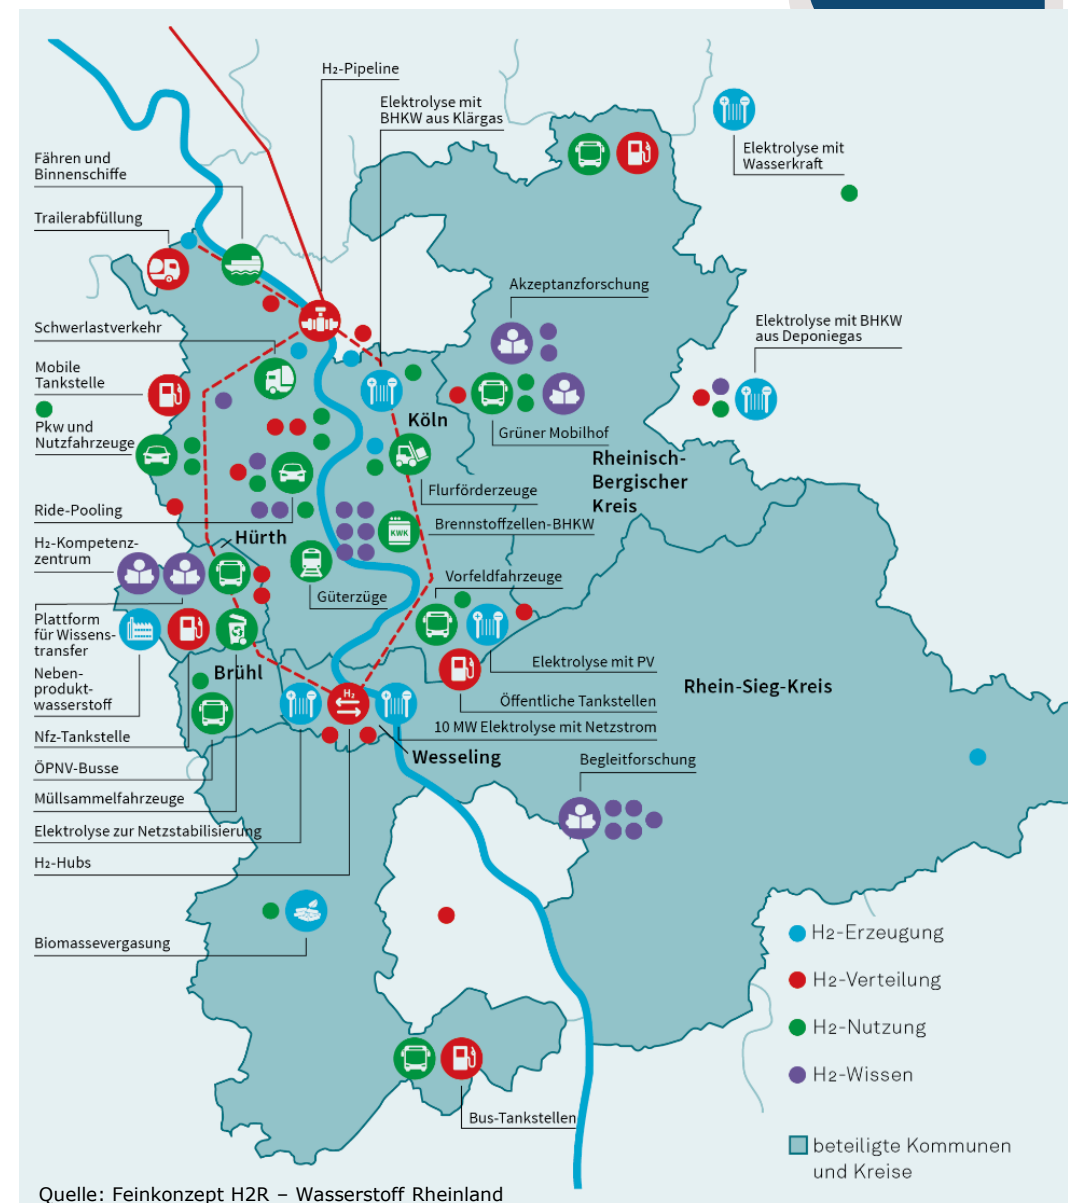 H₂-Pipeline
Elektrolyse mit
BHKW aus Klärgas
Elektrolyse mit
Wasserkraft
Fähren und
Binnenschiffe
Trailerabfüllung
Akzeptanzforschung
Schwerlastverkehr
Elektrolyse mit BHKW
aus Deponiegas
Mobile
Tankstelle
Köln
Pkw und
Nutzfahrzeuge
Grüner Mobilhof
Rheinisch-
Bergischer
Kreis
Flurförderzeuge
Ride-Pooling
Brennstoffzellen-BHKW
KWK
Hürth
H₂-Kompetenz-
zentrum
Güterzüge
Vorfeldfahrzeuge
Plattform
für Wissens-
transfer
Elektrolyse mit PV
Brühl
Neben-
produkt-
wasserstoff
Rhein-Sieg-Kreis
H₂
Öffentliche Tankstellen
10 MW Elektrolyse mit Netzstrom
Nfz-Tankstelle
Wesseling
Begleitforschung
ÖPNV-Busse
Müllsammelfahrzeuge
Elektrolyse zur Netzstabilisierung
H₂-Hubs
Biomassevergasung
H2-Erzeugung
H2-Verteilung
H2-Nutzung
H2-Wissen
Bus-Tankstellen
beteiligte Kommunen
und Kreise
Quelle: Feinkonzept H2R – Wasserstoff Rheinland